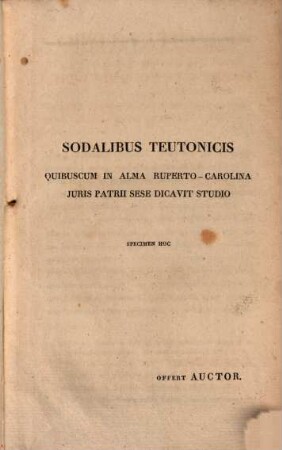 SODALIBUS TEUTONICIS
QUIBUSCUM IN ALMA RUPERTO-CAROLINA
JURIS PATRII SESE DICAVIT STUDIO
SPECIMEN HOC
OFFERT AUCTOR.